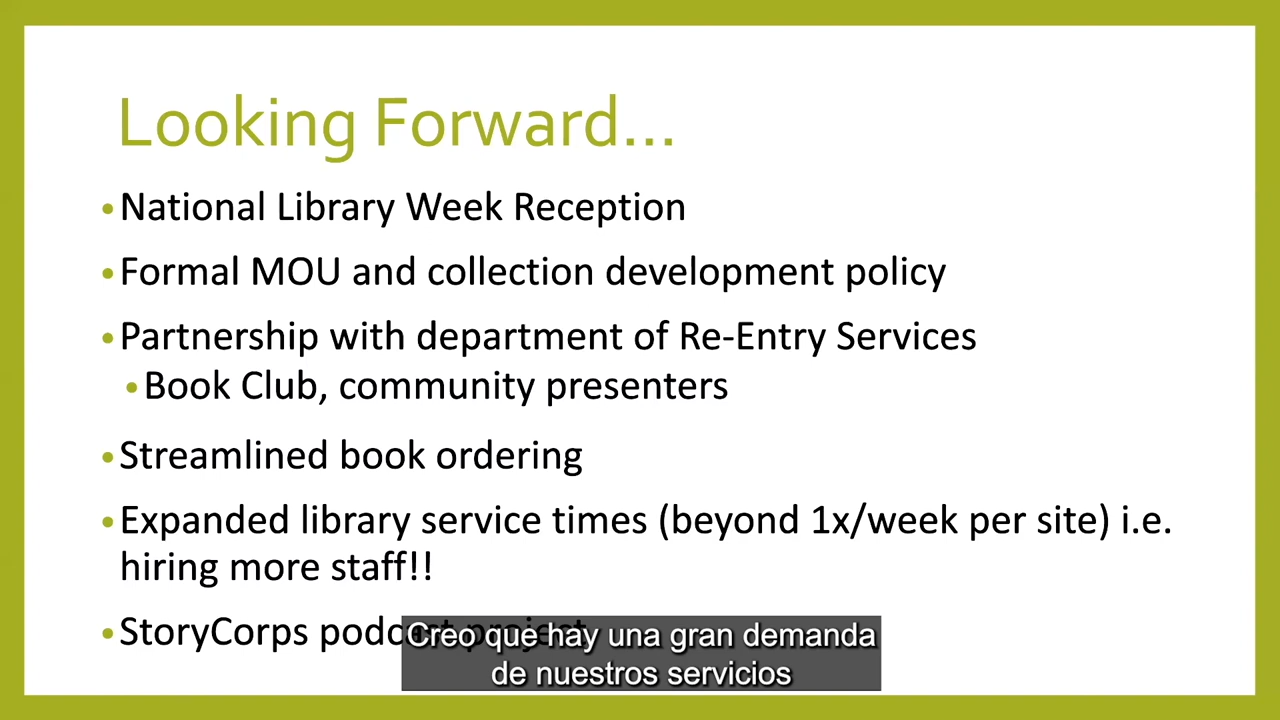 Looking Forward...
•National Library Week Reception
•Formal MOU and collection development policy
•Partnership with department of Re-Entry Services
•Book Club, community presenters
•Streamlined book ordering
•Expanded library service times (beyond 1x/week per site) i.e.
hiring more staff!!
•StoryCorps podcast project
Creo que hay una gran demanda
de nuestros servicios